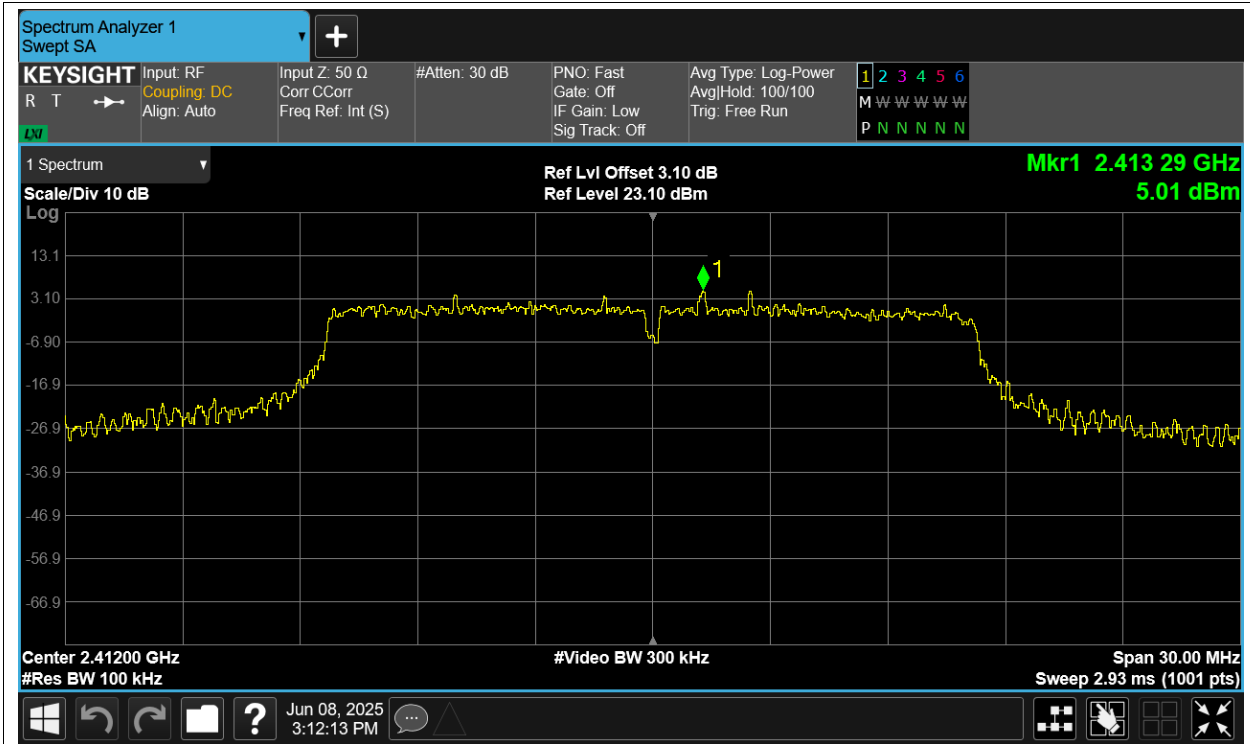 Spectrum Analyzer 1
Swept SA
KEYSIGHT
R T
LXI
Input: RF
Coupling: DC
Align: Auto
Input Z: 50 Ω
Corr CCorr
Freq Ref: Int (S)
#Atten: 30 dB
PNO: Fast
Gate: Off
IF Gain: Low
Sig Track: Off
Avg Type: Log-Power
Avg|Hold: 100/100
Trig: Free Run
1 2 3 4 5 6
M W W W W W
P N N N N N
1 Spectrum
Scale/Div 10 dB
Log
Ref Lvl Offset 3.10 dB
Ref Level 23.10 dBm
Mkr1 2.413 29 GHz
5.01 dBm
1
13.1
3.10
-6.90
-16.9
-26.9
-36.9
-46.9
-56.9
-66.9
Center 2.41200 GHz
#Res BW 100 kHz
#Video BW 300 kHz
Span 30.00 MHz
Sweep 2.93 ms (1001 pts)
?
Jun 08, 2025
3:12:13 PM